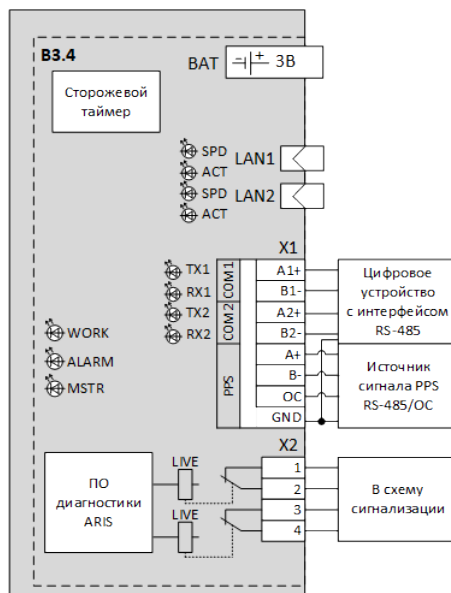 B3.4
BAT
- + 3В
Сторожевой
таймер
SPD
ACT
LAN1
SPD
ACT
LAN2
X1
TX1
RX1
TX2
RX2
COM1
COM2
PPS
A1+
B1-
A2+
B2-
A+
B-
OC
GND
Цифровое
устройство
с интерфейсом
RS-485
Источник
сигнала PPS
RS-485/ОС
WORK
ALARM
MSTR
X2
ПО
диагностики
ARIS
LIVE
LIVE
1
2
3
4
В схему
сигнализации